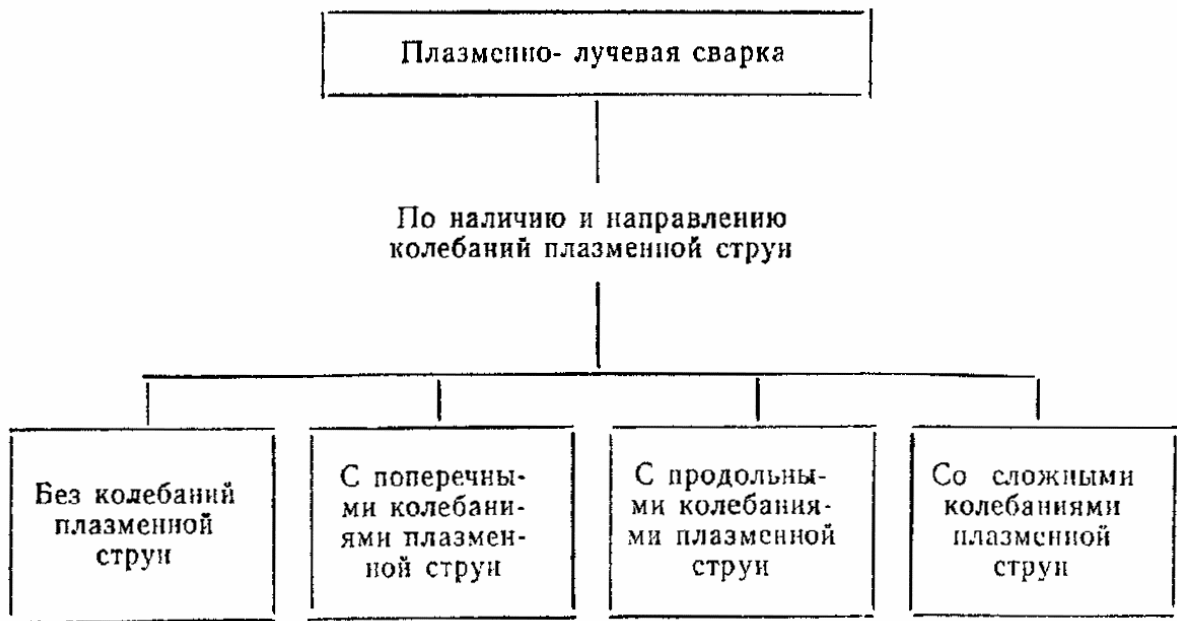 Плазменно- лучевая сварка
По наличию и направлению
колебаний плазменной струи
Без колебаний
плазменной
струи
С поперечны-
ми колебани-
ями плазмен-
ной струи
С продольны-
ми колебания-
ми плазменной
струи
Со сложными
колебаниями
плазменной
струи